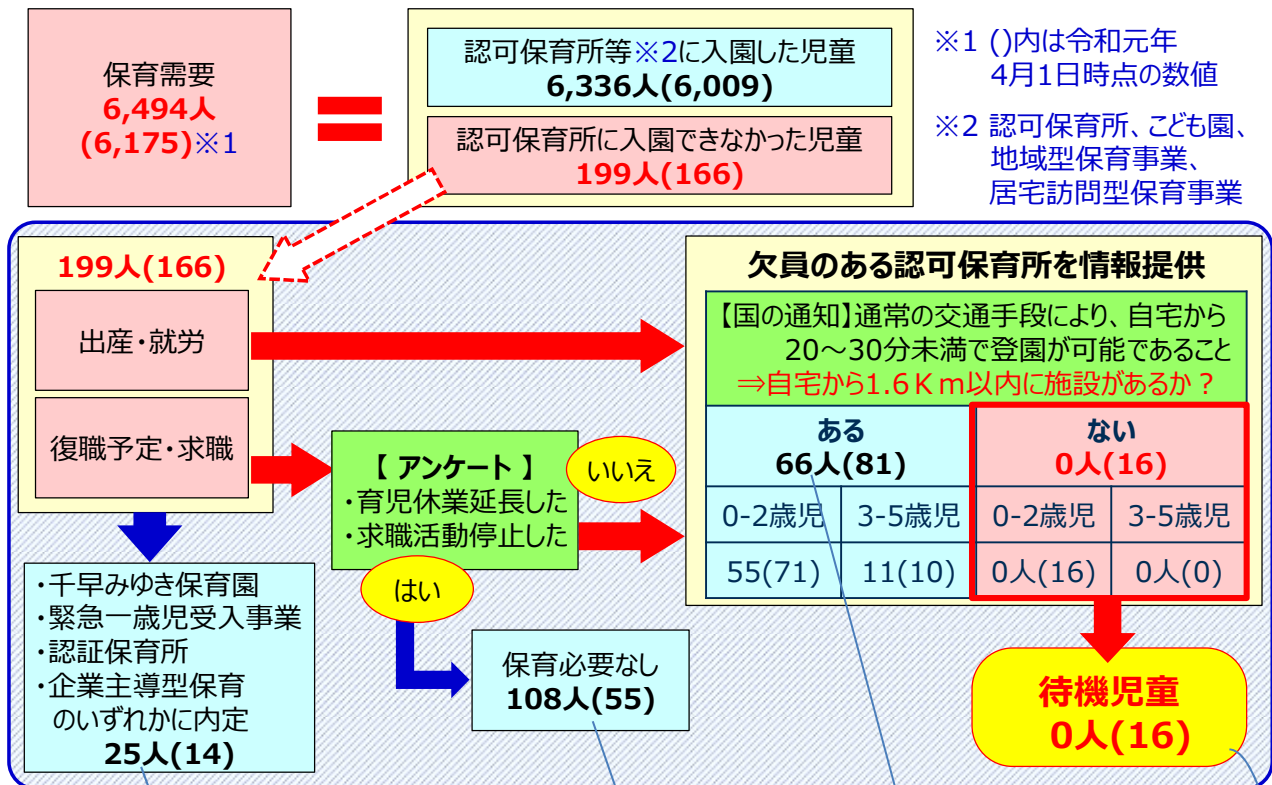 保育需要
6,494人
(6,175)※1
認可保育所等※2に入園した児童
6,336人(6,009)
認可保育所に入園できなかった児童
199人(166)
※1 ()内は令和元年
4月1日時点の数値
※2 認可保育所、こども園、
地域型保育事業、
居宅訪問型保育事業
199人(166)
出産・就労
復職予定・求職
【 アンケート 】
・育児休業延長した
・求職活動停止した
いいえ
はい
欠員のある認可保育所を情報提供
【国の通知】通常の交通手段により、自宅から
20～30分未満で登園が可能であること
⇒自宅から1.6Ｋｍ以内に施設があるか？
ある
66人(81)
ない
0人(16)
0-2歳児 3-5歳児 0-2歳児 3-5歳児
55(71) 11(10) 0人(16) 0人(0)
・千早みゆき保育園
・緊急一歳児受入事業
・認証保育所
・企業主導型保育
のいずれかに内定
25人(14)
保育必要なし
108人(55)
待機児童
0人(16)